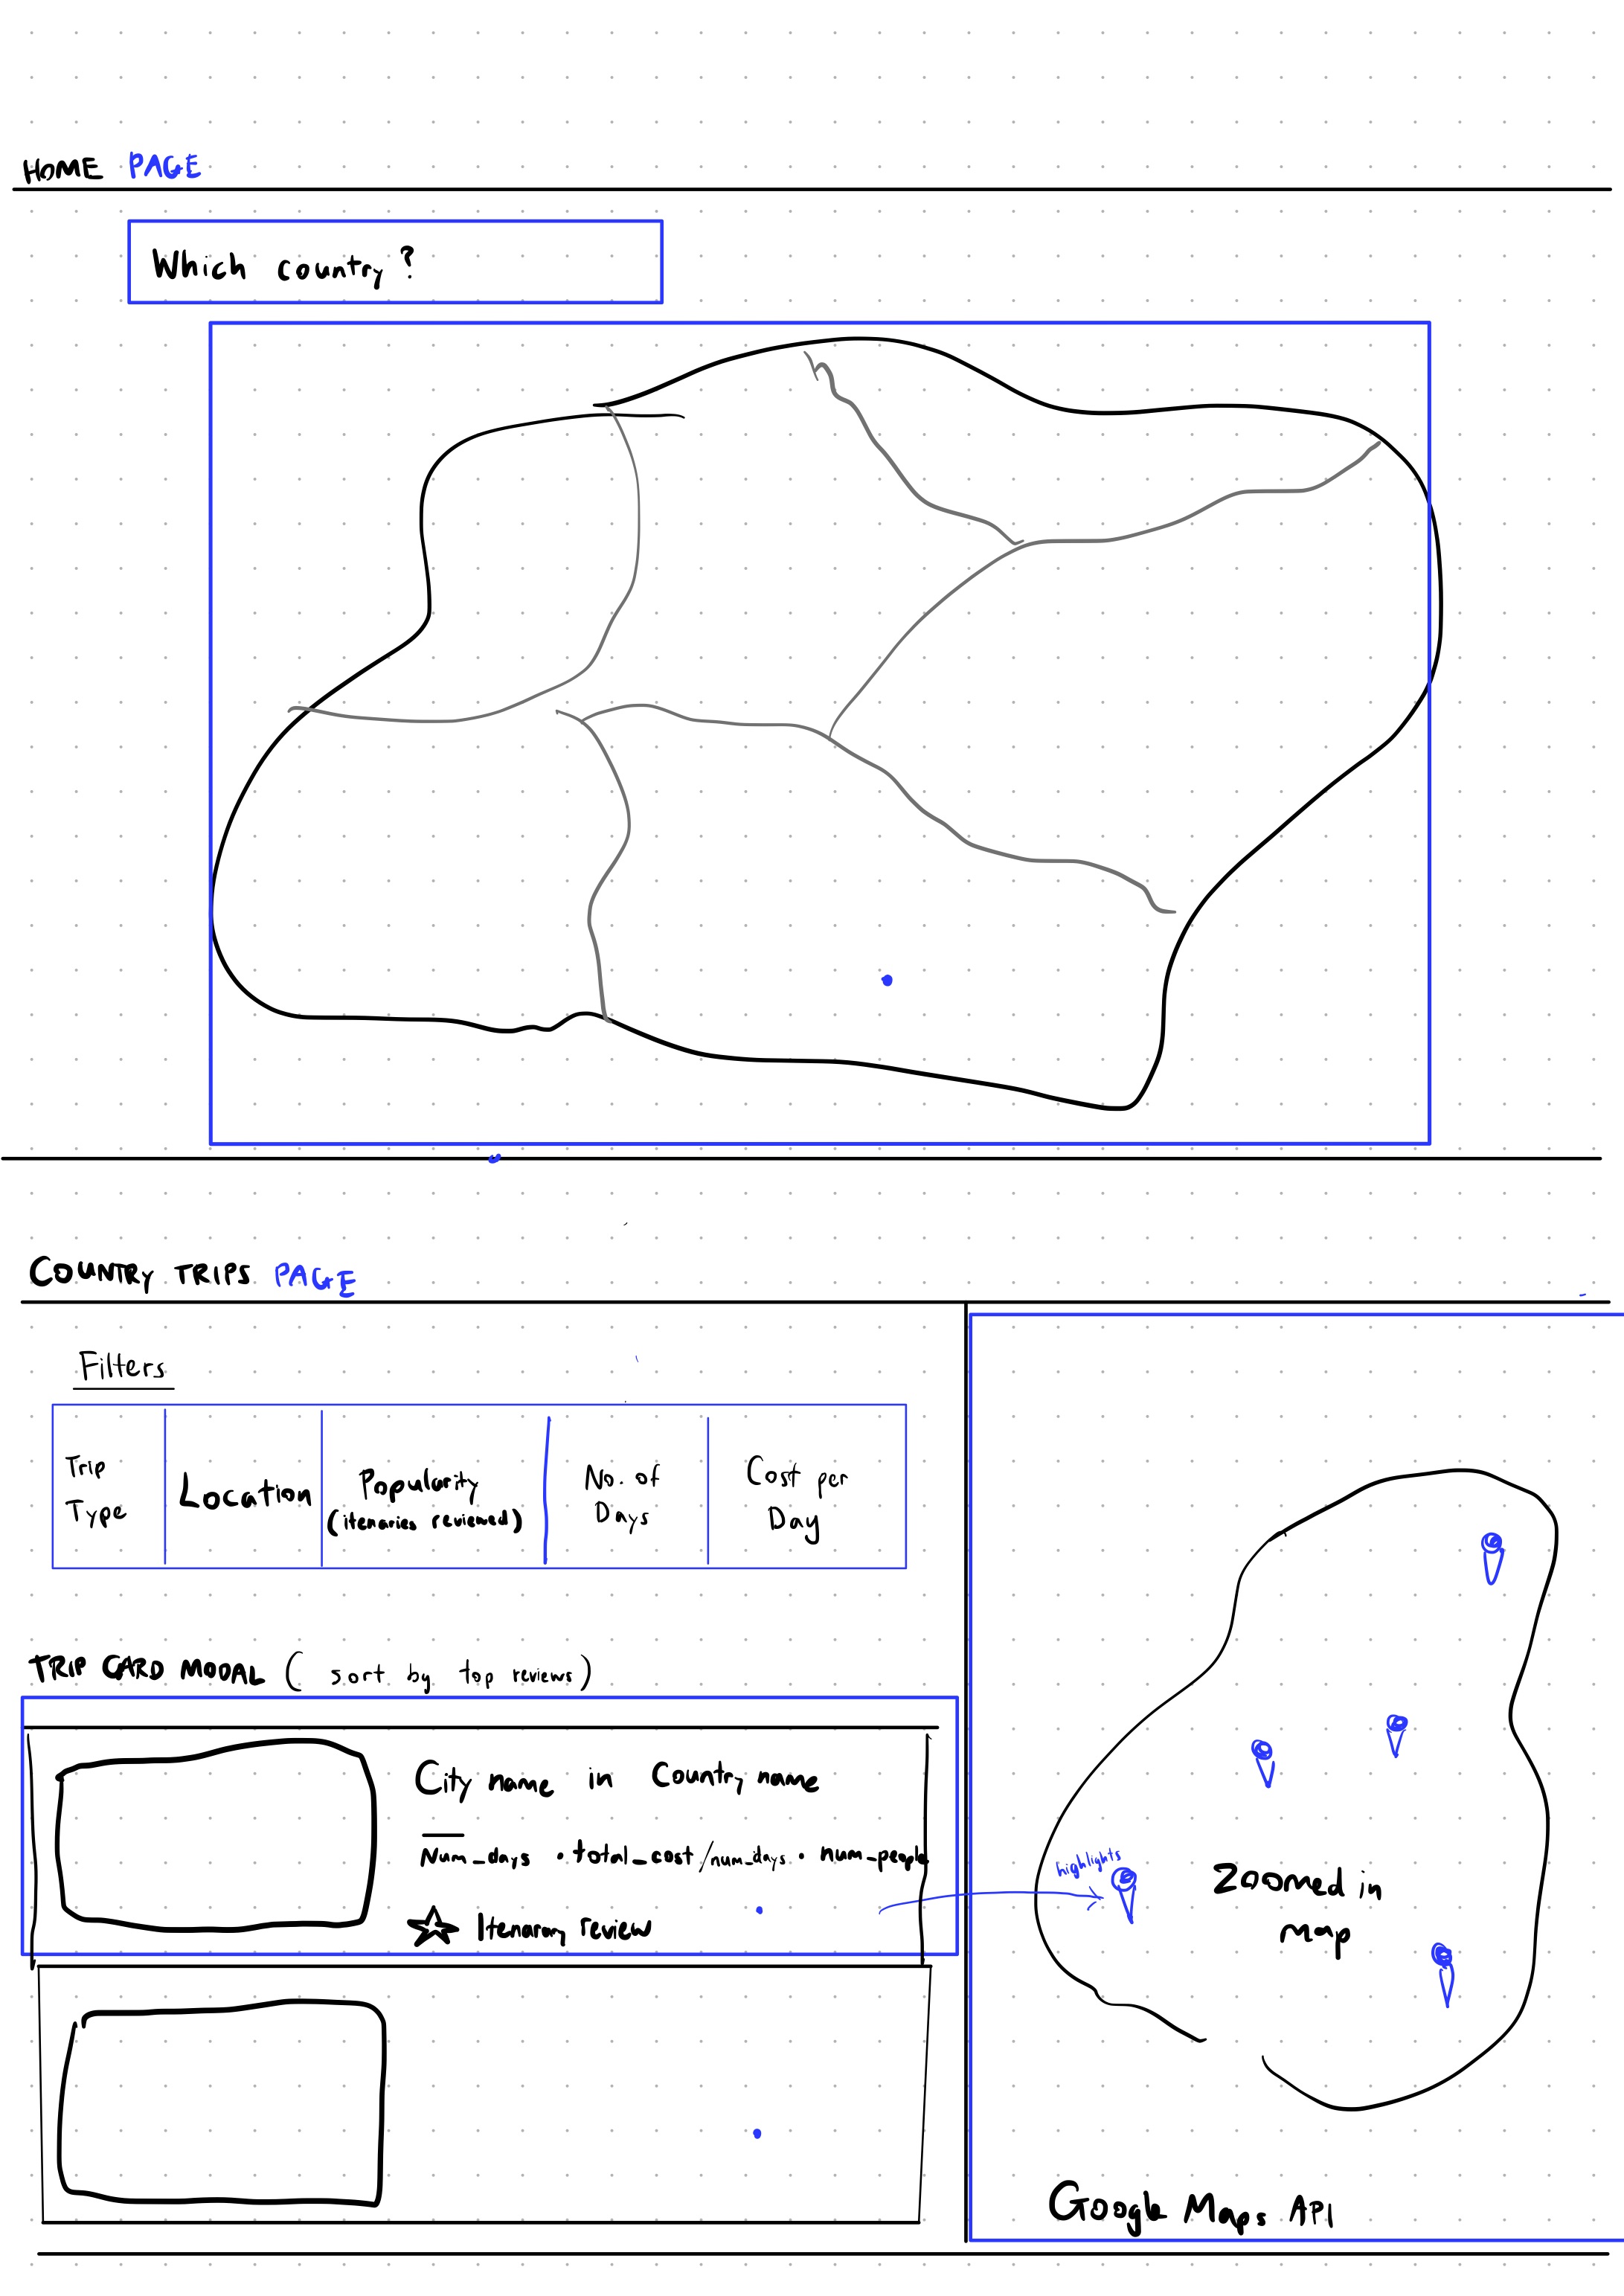 HOME PAGE
Which country?
COUNTRY TRIPS PAGE
Filters
Trip
Type
Location
Popularity
(itenaries reviewed)
No. of
Days
Cost per
Day
TRIP CARD MODAL ( sort by top reviews)
City name in Country name
Num_days · total_cost/num_days · num_people
Itenarary review
highlights
Zoomed in
Map
Google Maps API